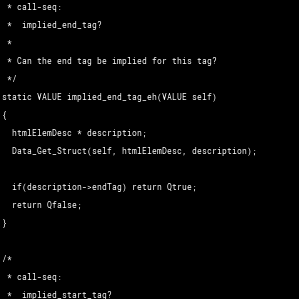 * call-seq:
*  implied_end_tag?
*
* Can the end tag be implied for this tag?
*/
static VALUE implied_end_tag_eh(VALUE self)
{
  htmlElemDesc * description;
  Data_Get_Struct(self, htmlElemDesc, description);

  if(description->endTag) return Qtrue;
  return Qfalse;
}

/*
* call-seq:
*  implied_start_tag?